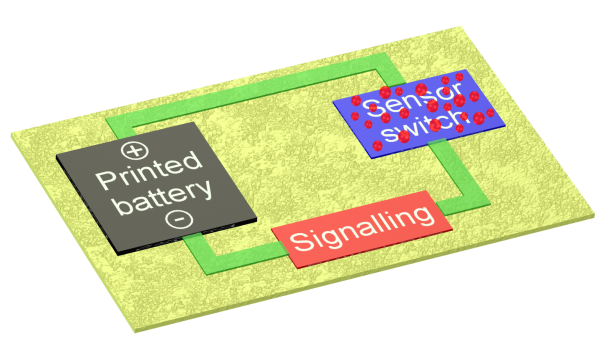 Sensor
switch
⊕
Printed
battery
⊖
Signalling